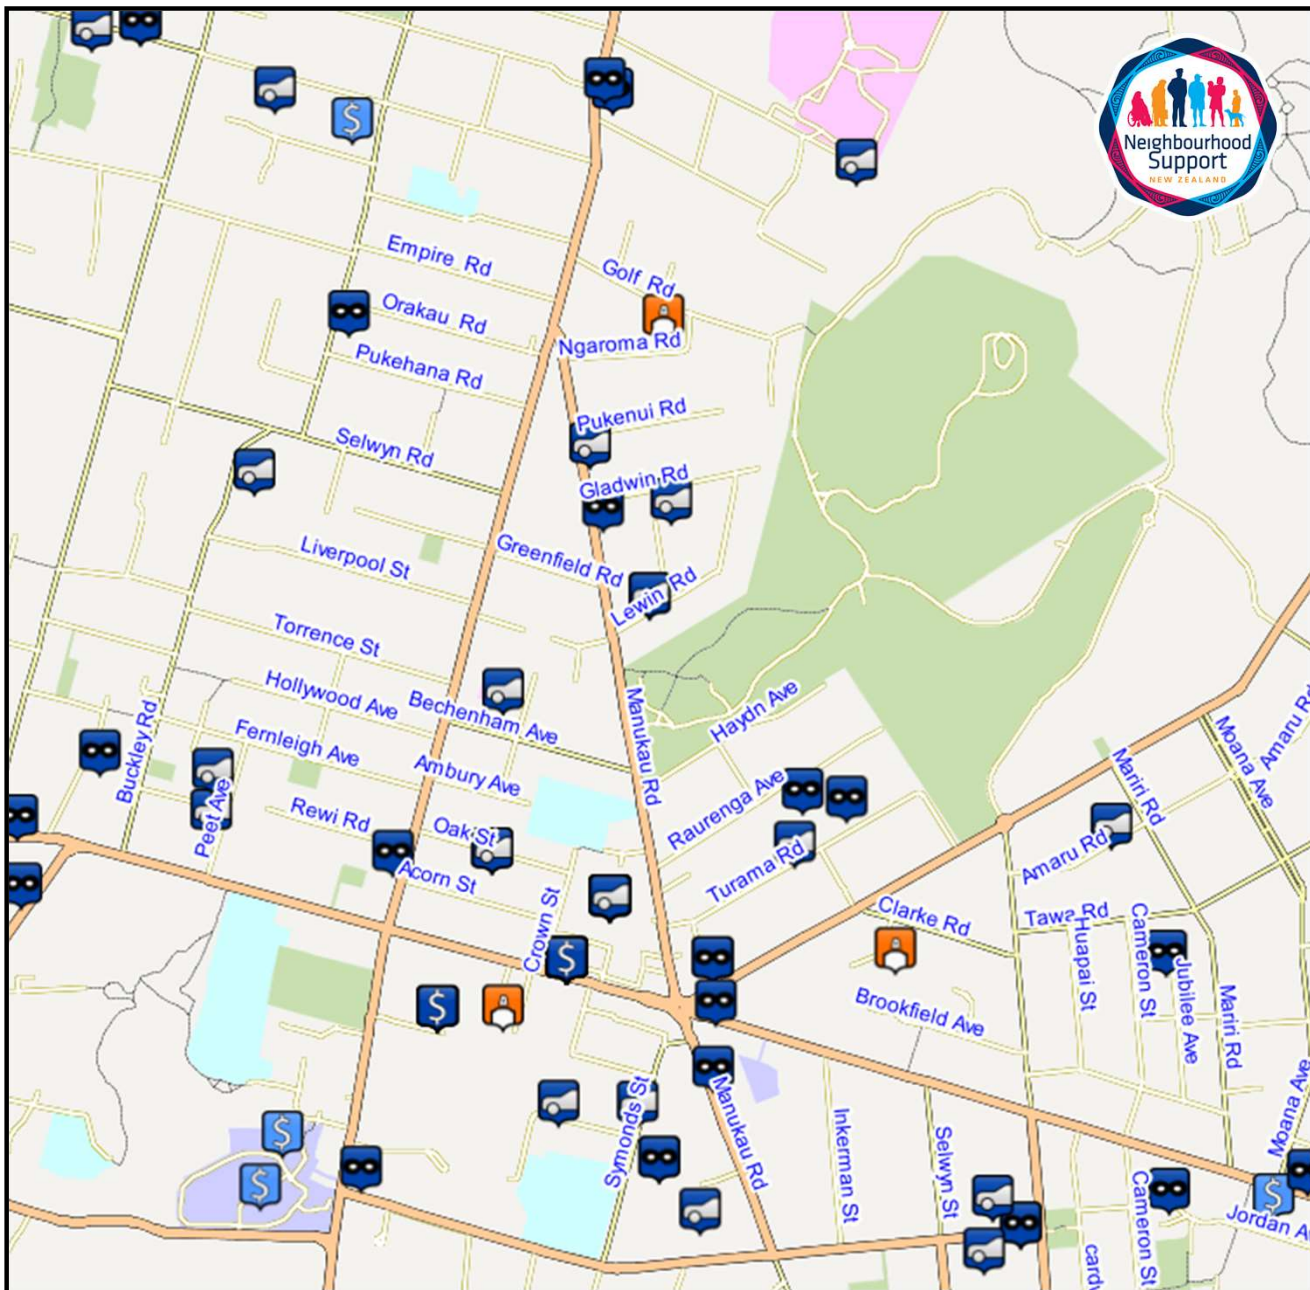 Neighbourhood
Support
NEW ZEALAND
Empire Rd
Golf Rd
Orakau Rd
Ngaroma Rd
Pukehana Rd
Pukenui Rd
Selwyn Rd
Gladwin Rd
Liverpool St
Greenfield Rd
Lewin Rd
Torrence St
Hollywood Ave
Bechenham Ave
Manukau Rd
Haydn Ave
Buckley Rd
Fernleigh Ave
Ambury Ave
Moana Ave
Amaru Rd
Mariri Rd
Peet Ave
Rewi Rd
Oak St
Raurenga Ave
Acorn St
Turama Rd
Amaru Rd
Crown St
Clarke Rd
Tawa Rd
Huapai St
Cameron St
Jubilee Ave
Mariri Rd
Brookfield Ave
Symonds St
Manukau Rd
Inkerman St
Selwyn St
Moana Ave
Cameron St
Jordan A
cardw